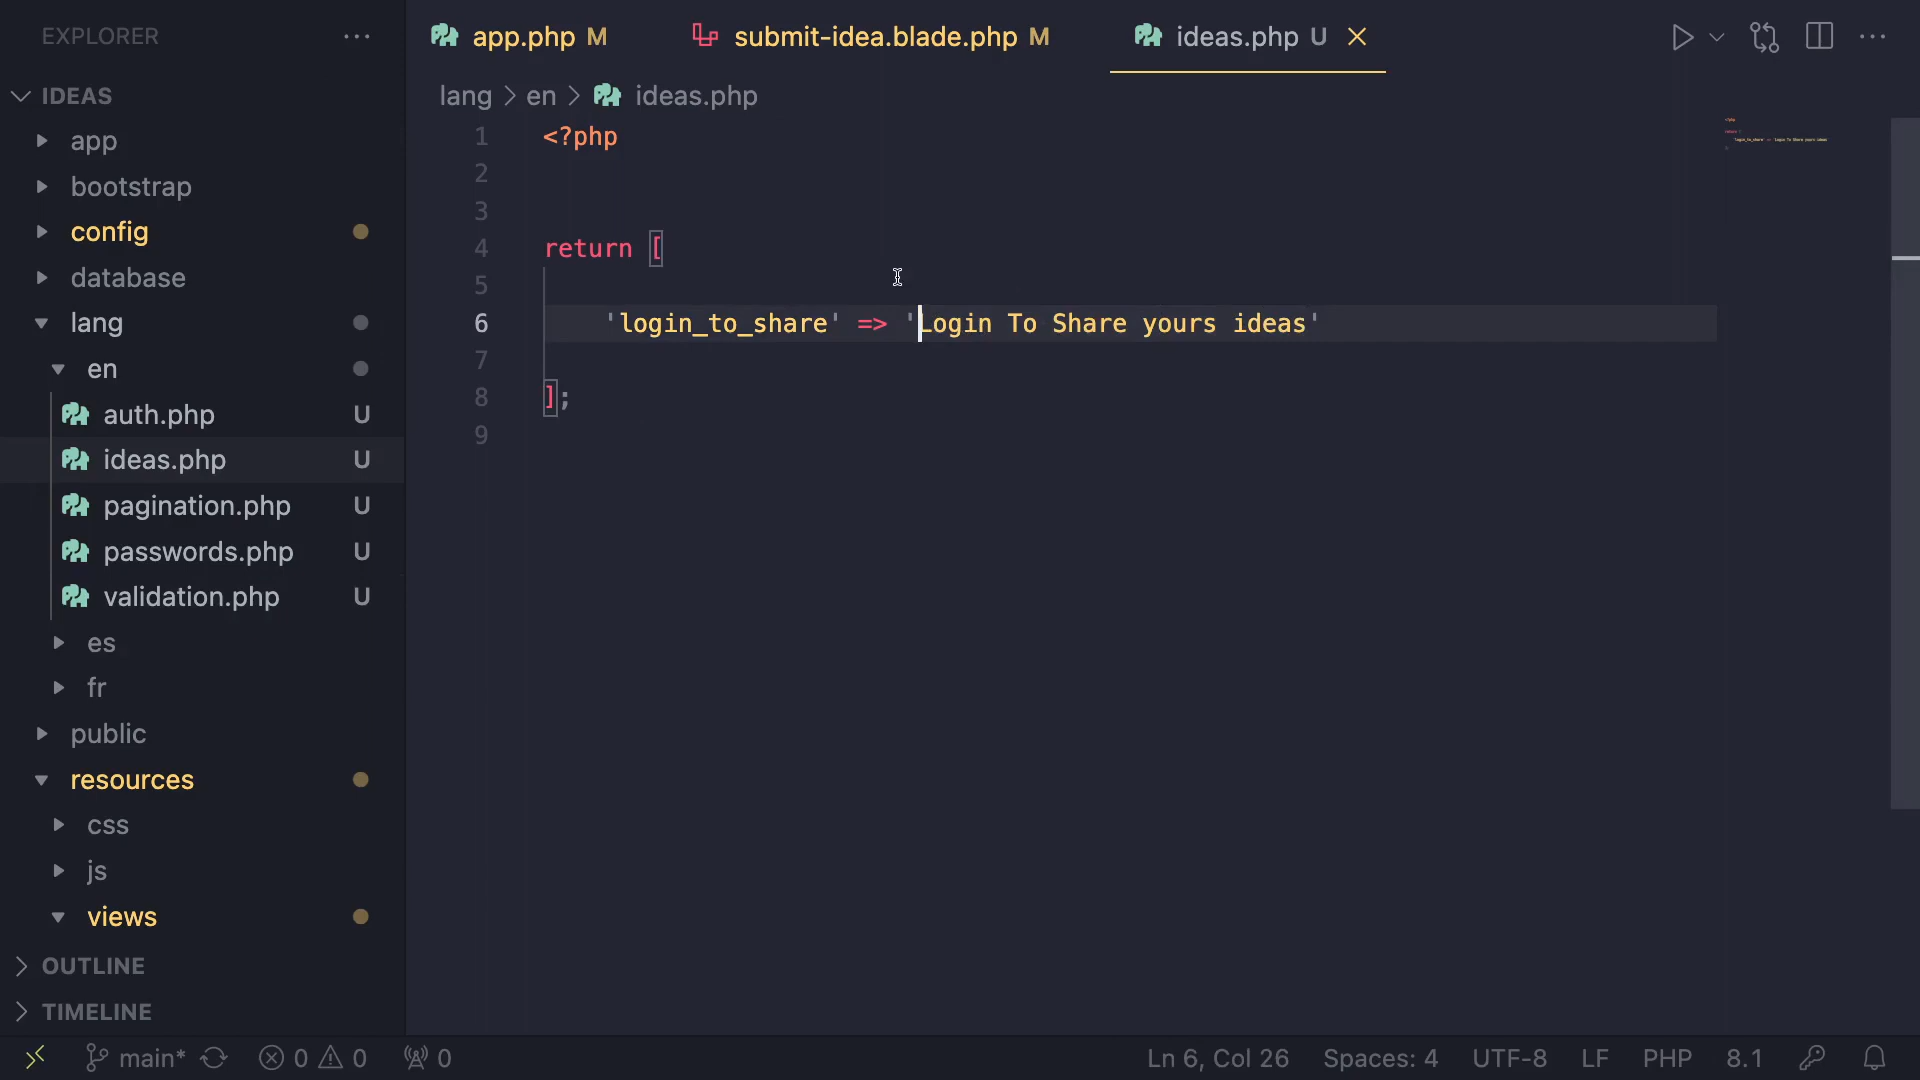 EXPLORER
IDEAS
app
bootstrap
config
database
lang
en
auth.php U
ideas.php U
pagination.php U
passwords.php U
validation.php U
es
fr
public
resources
css
js
views
OUTLINE
TIMELINE
app.php M
submit-idea.blade.php M
ideas.php U
lang > en > ideas.php
1 <?php
2
3
4 return [
5
6 'login_to_share' => 'Login To Share yours ideas'
7
8 ];
9
main* 0 0 0
Ln 6, Col 26 Spaces: 4 UTF-8 LF PHP 8.1